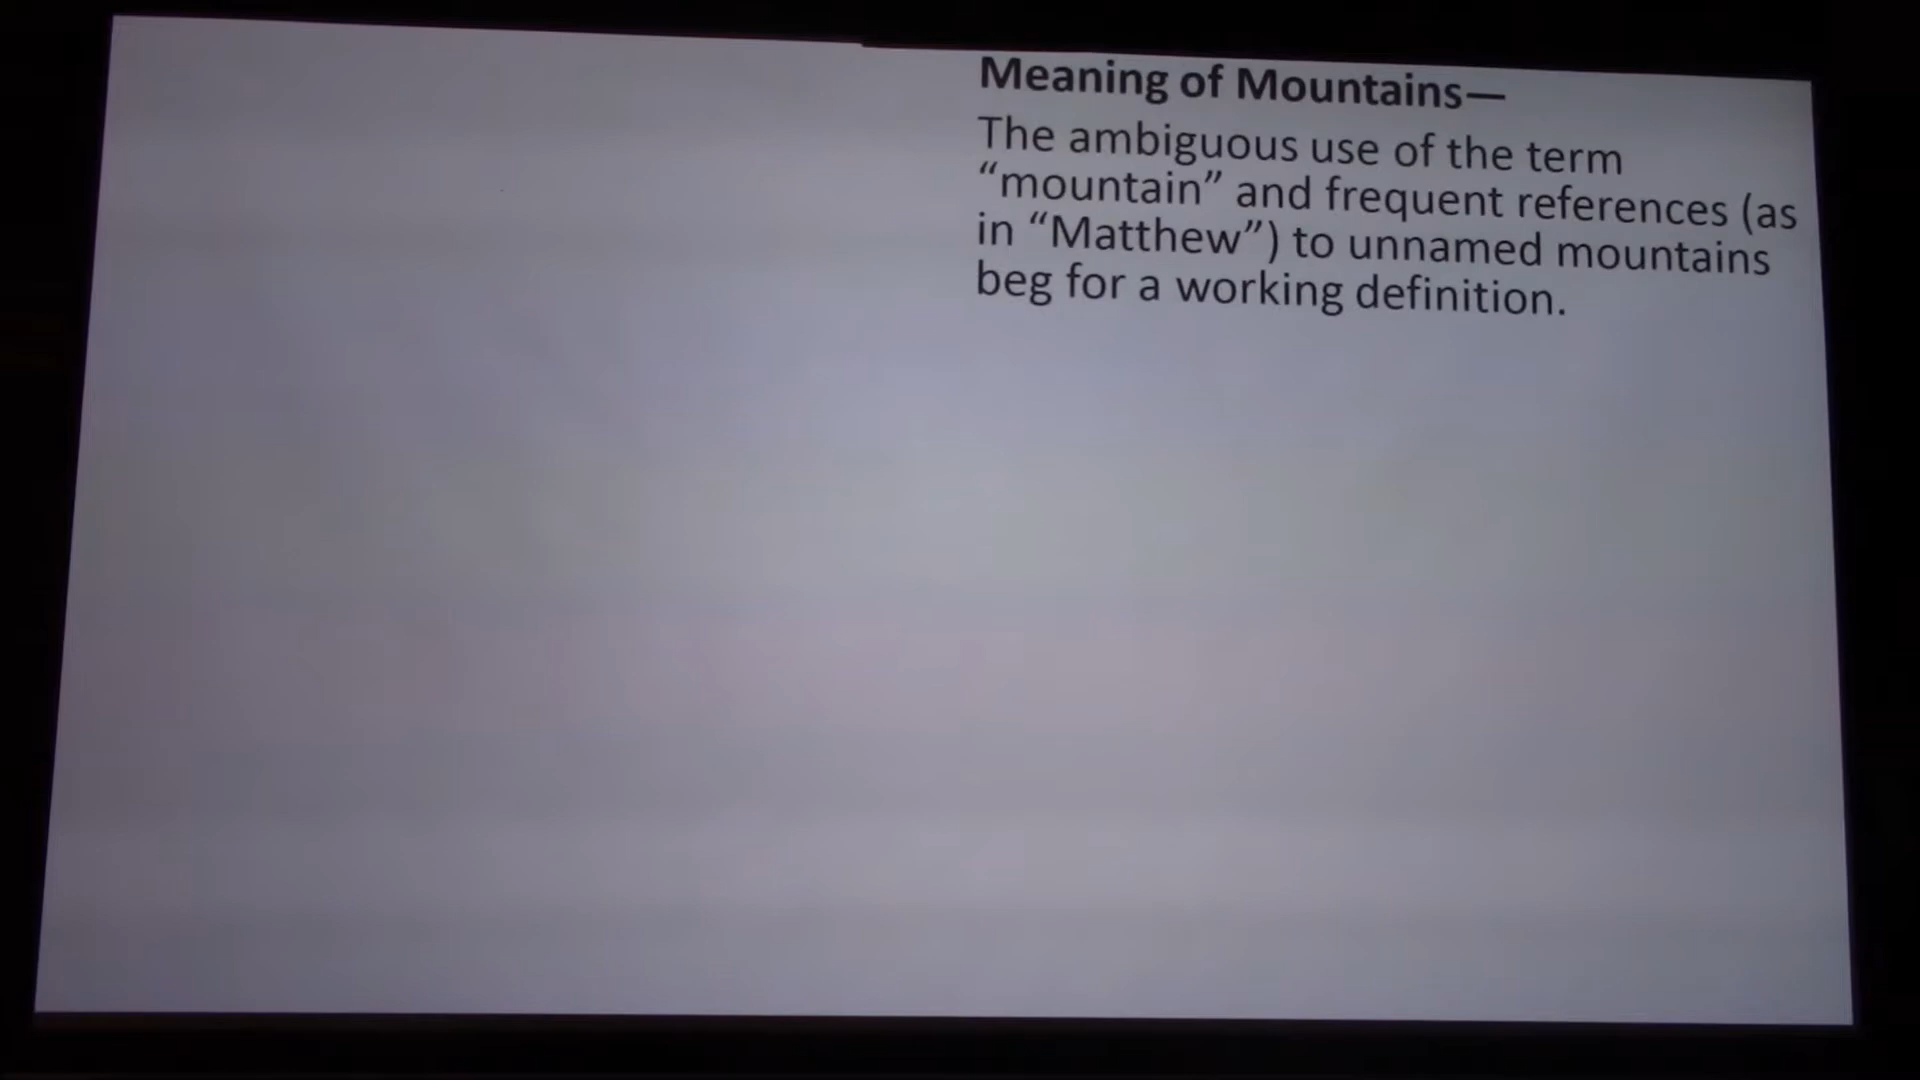 Meaning of Mountains—
The ambiguous use of the term
“mountain” and frequent references (as
in “Matthew”) to unnamed mountains
beg for a working definition.